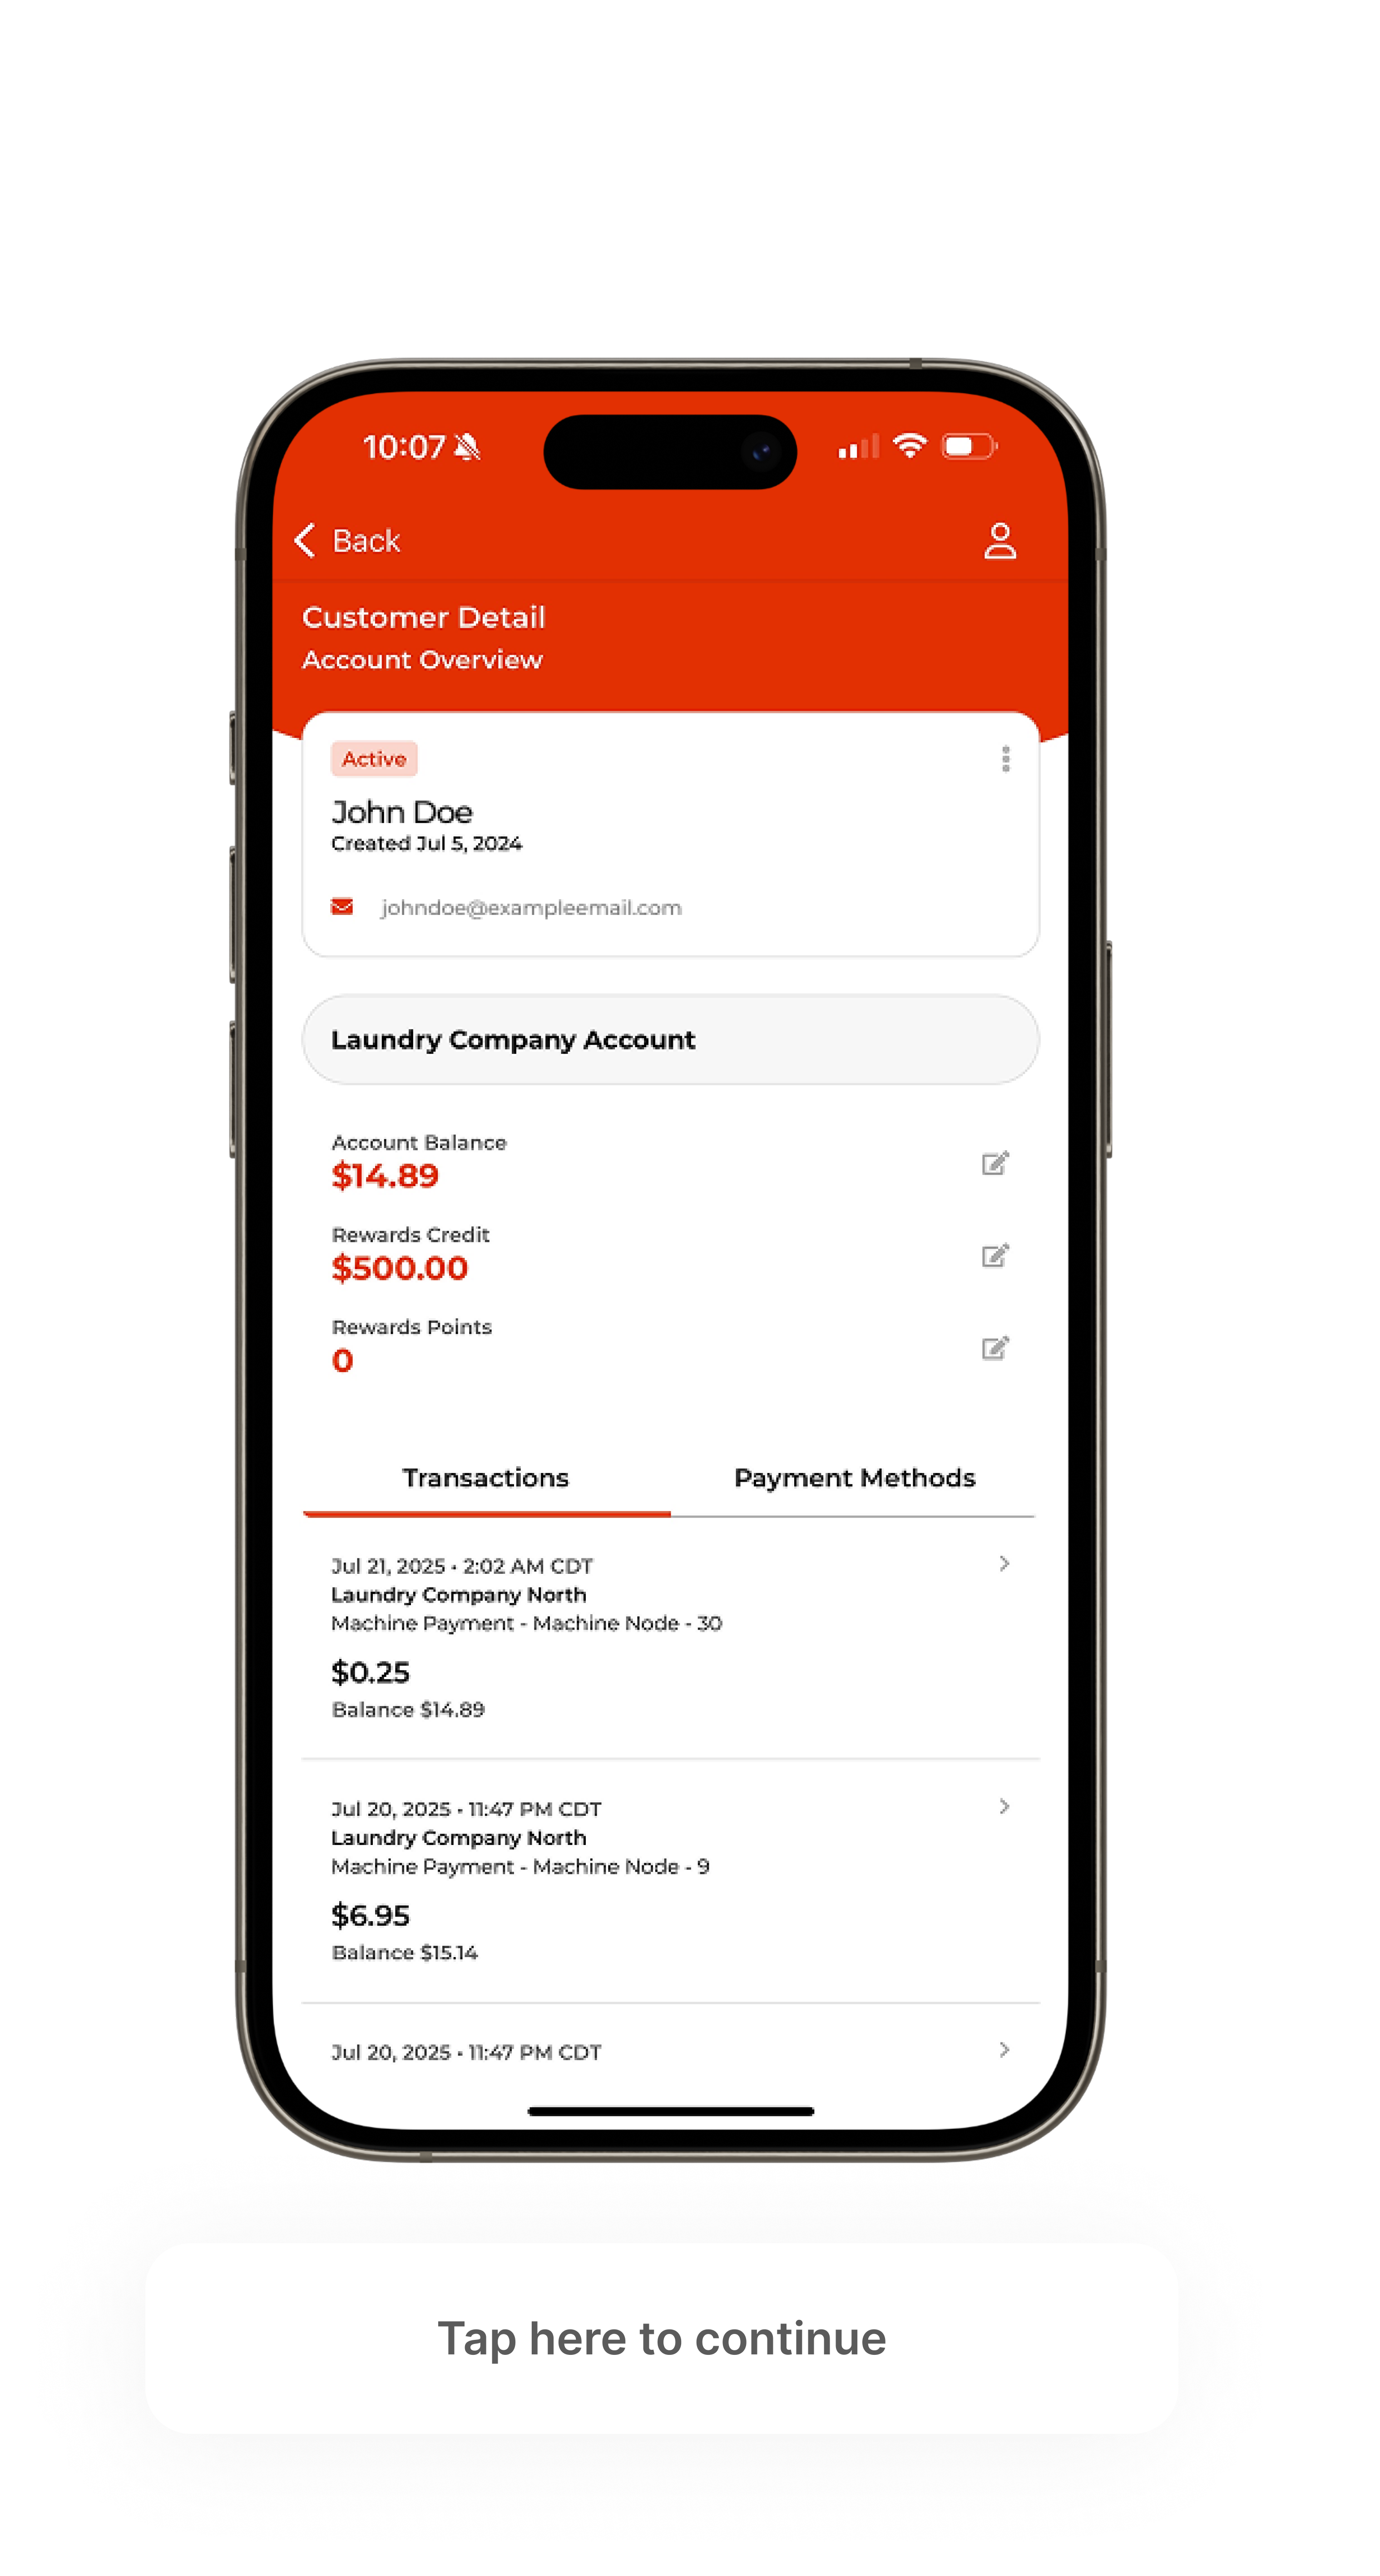 10:07
Back
Customer Detail
Account Overview
Active
John Doe
Created Jul 5, 2024
johndoe@exampleemail.com
Laundry Company Account
Account Balance
$14.89
Rewards Credit
$500.00
Rewards Points
0
Transactions Payment Methods
Jul 21, 2025 • 2:02 AM CDT
Laundry Company North
Machine Payment - Machine Node - 30
$0.25
Balance $14.89
Jul 20, 2025 • 11:47 PM CDT
Laundry Company North
Machine Payment - Machine Node - 9
$6.95
Balance $15.14
Jul 20, 2025 • 11:47 PM CDT
Tap here to continue